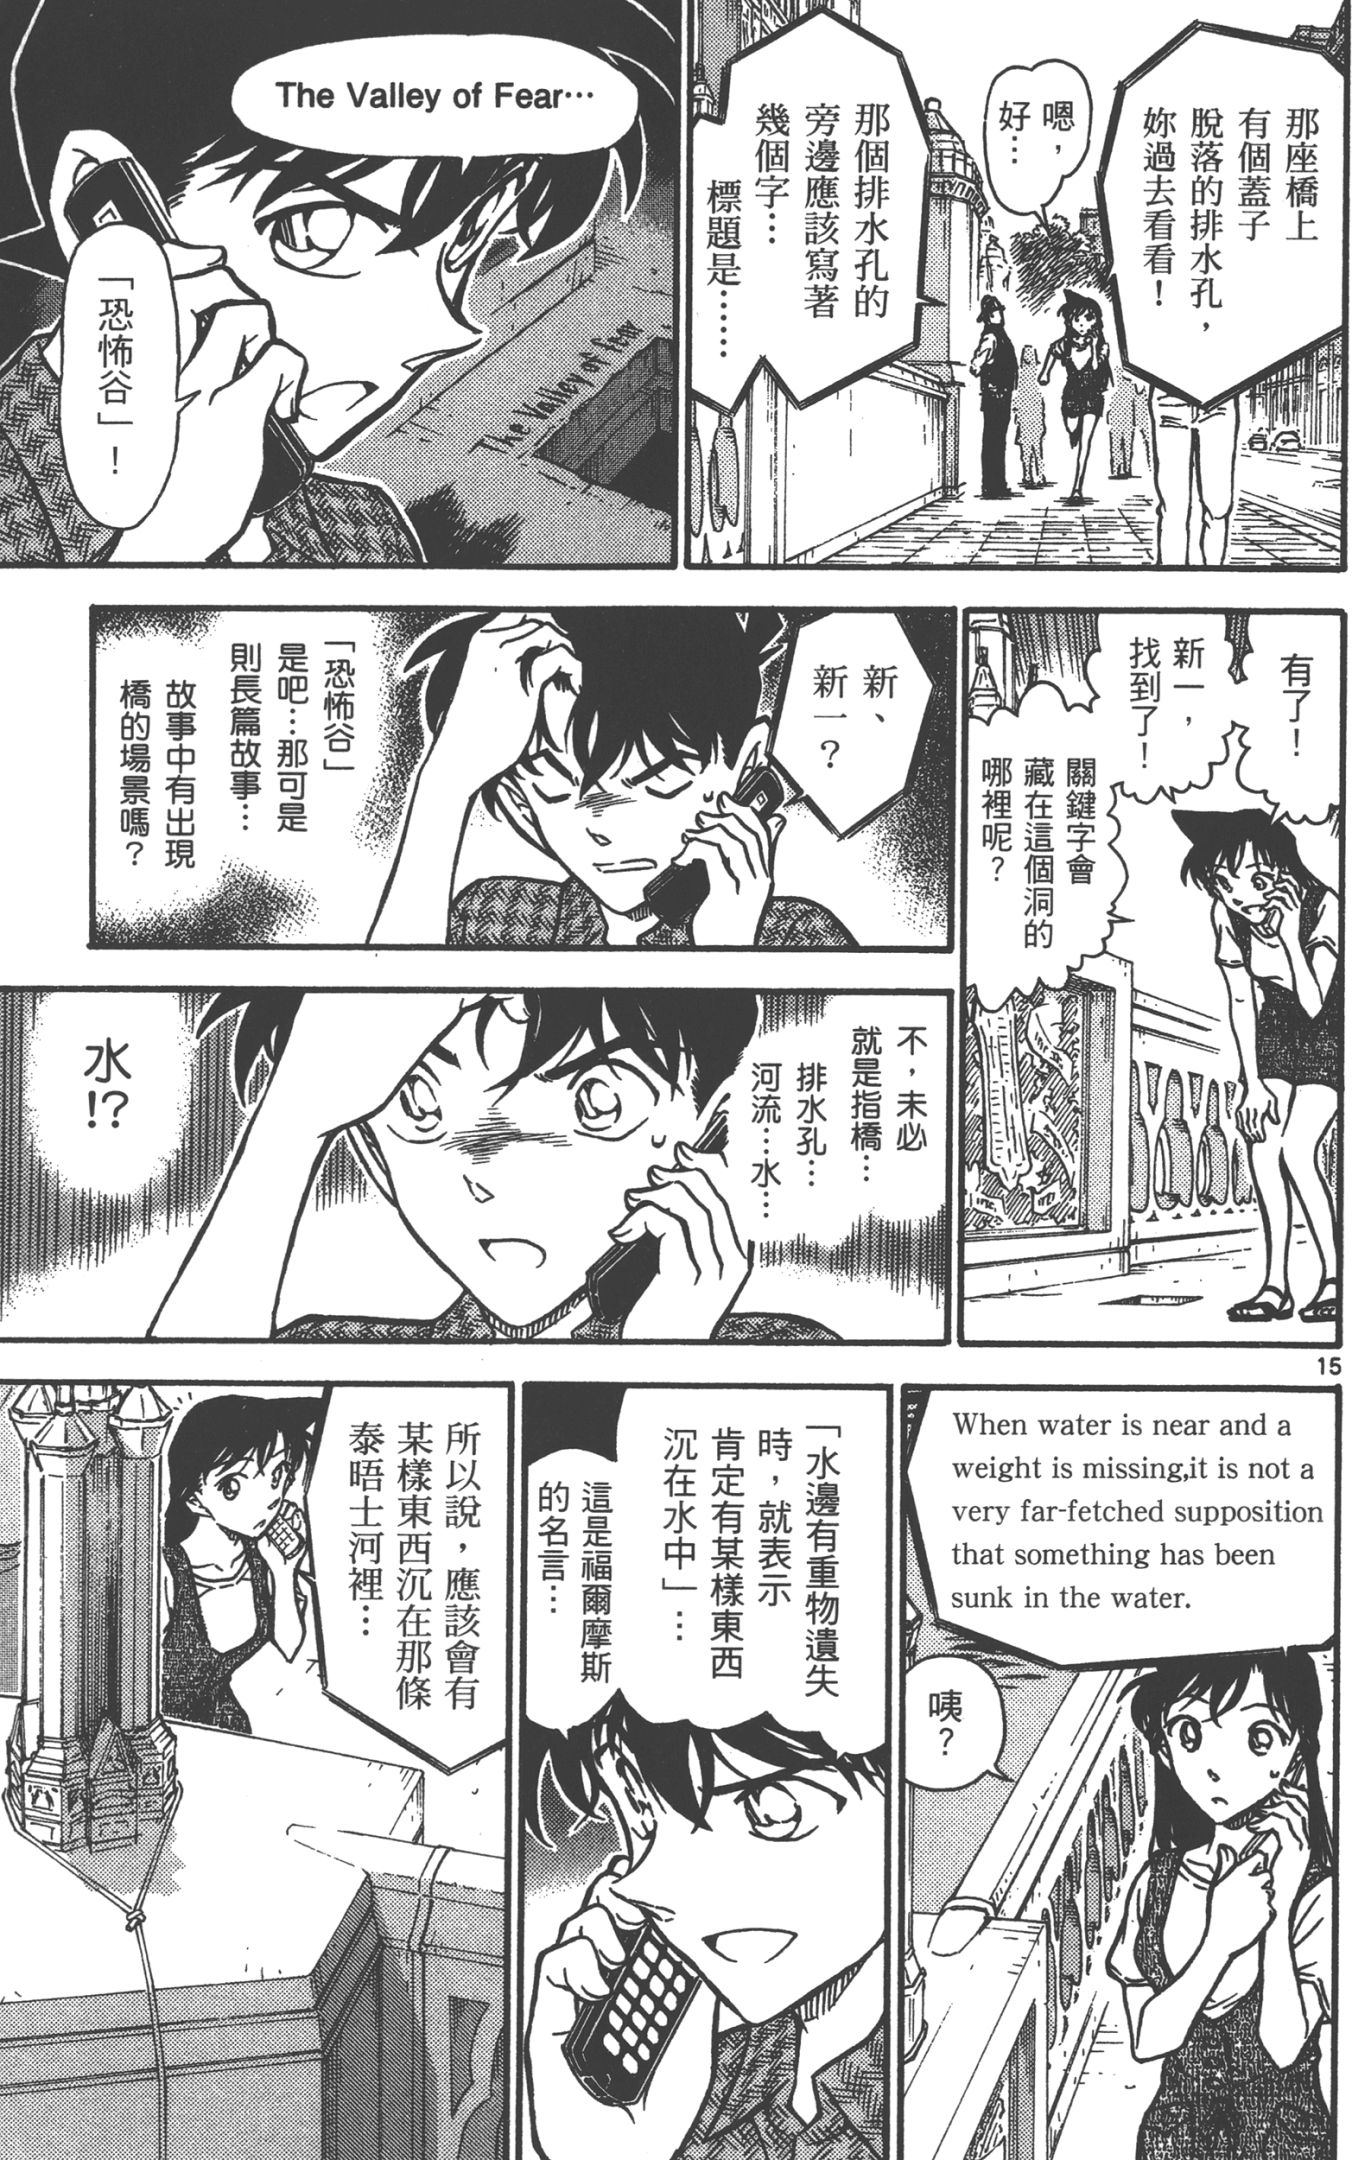 那座橋上
有個蓋子
脫落的排水孔，
妳過去看看！
嗯，
好…
那個排水孔的
旁邊應該寫著
幾個字…
標題是……
The Valley of Fear…
The Valley of fear
「恐怖谷」！
有了！
新一，
找到了！
關鍵字會
藏在這個洞的
哪裡呢？
新、
新一？
「恐怖谷」
是吧…那可是
則長篇故事…
故事中有出現
橋的場景嗎？
不，未必
就是指橋…
排水孔…
河流…水…
水!?
15
When water is near and a
weight is missing,it is not a
very far-fetched supposition
that something has been
sunk in the water.
咦？
「水邊有重物遺失
時，就表示
肯定有某樣東西
沉在水中」…
這是福爾摩斯
的名言…
所以說，應該會有
某樣東西沉在那條
泰晤士河裡…